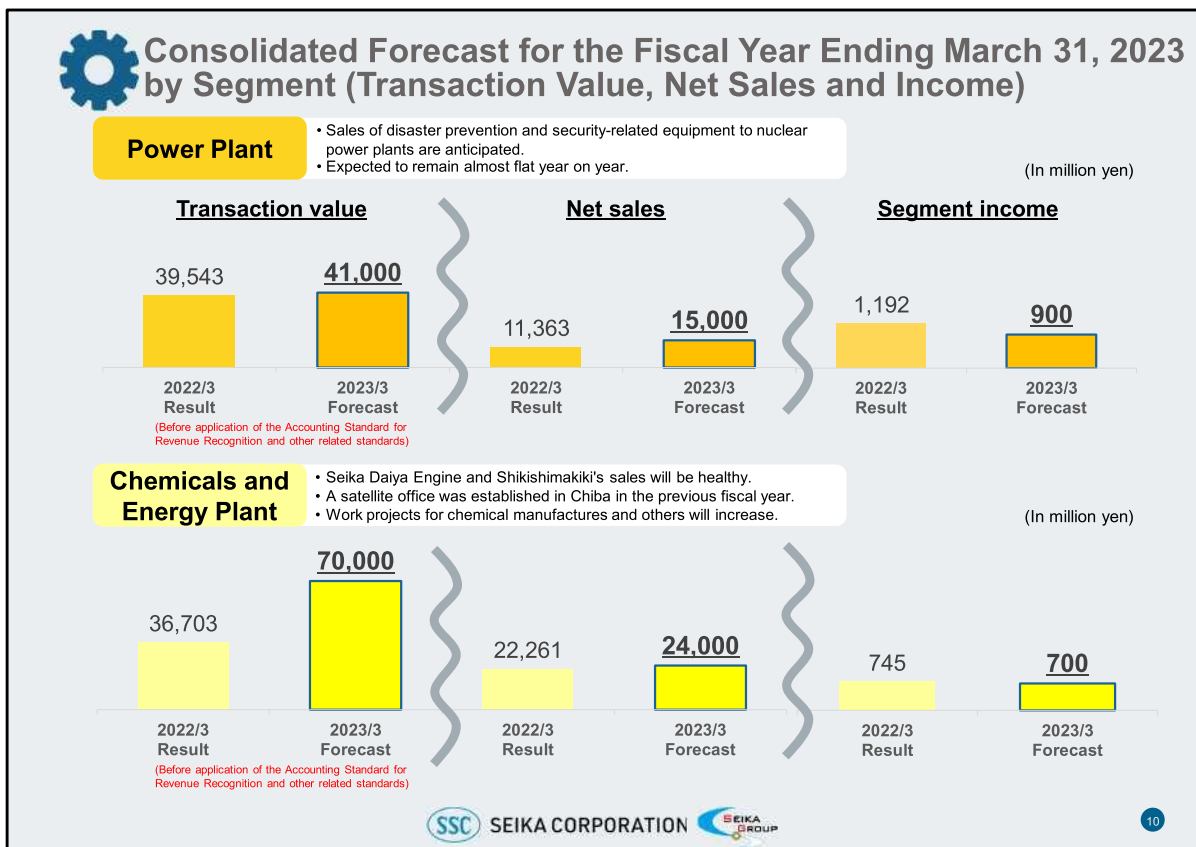 Consolidated Forecast for the Fiscal Year Ending March 31, 2023
by Segment (Transaction Value, Net Sales and Income)
Power Plant
• Sales of disaster prevention and security-related equipment to nuclear
power plants are anticipated.
• Expected to remain almost flat year on year.
(In million yen)
Transaction value
Net sales
Segment income
39,543
41,000
11,363
15,000
1,192
900
2022/3
Result
2023/3
Forecast
2022/3
Result
2023/3
Forecast
2022/3
Result
2023/3
Forecast
(Before application of the Accounting Standard for
Revenue Recognition and other related standards)
Chemicals and
Energy Plant
• Seika Daiya Engine and Shikishimakiki's sales will be healthy.
• A satellite office was established in Chiba in the previous fiscal year.
• Work projects for chemical manufactures and others will increase.
(In million yen)
36,703
70,000
22,261
24,000
745
700
2022/3
Result
2023/3
Forecast
2022/3
Result
2023/3
Forecast
2022/3
Result
2023/3
Forecast
(Before application of the Accounting Standard for
Revenue Recognition and other related standards)
SSC SEIKA CORPORATION
SEIKA
GROUP
10